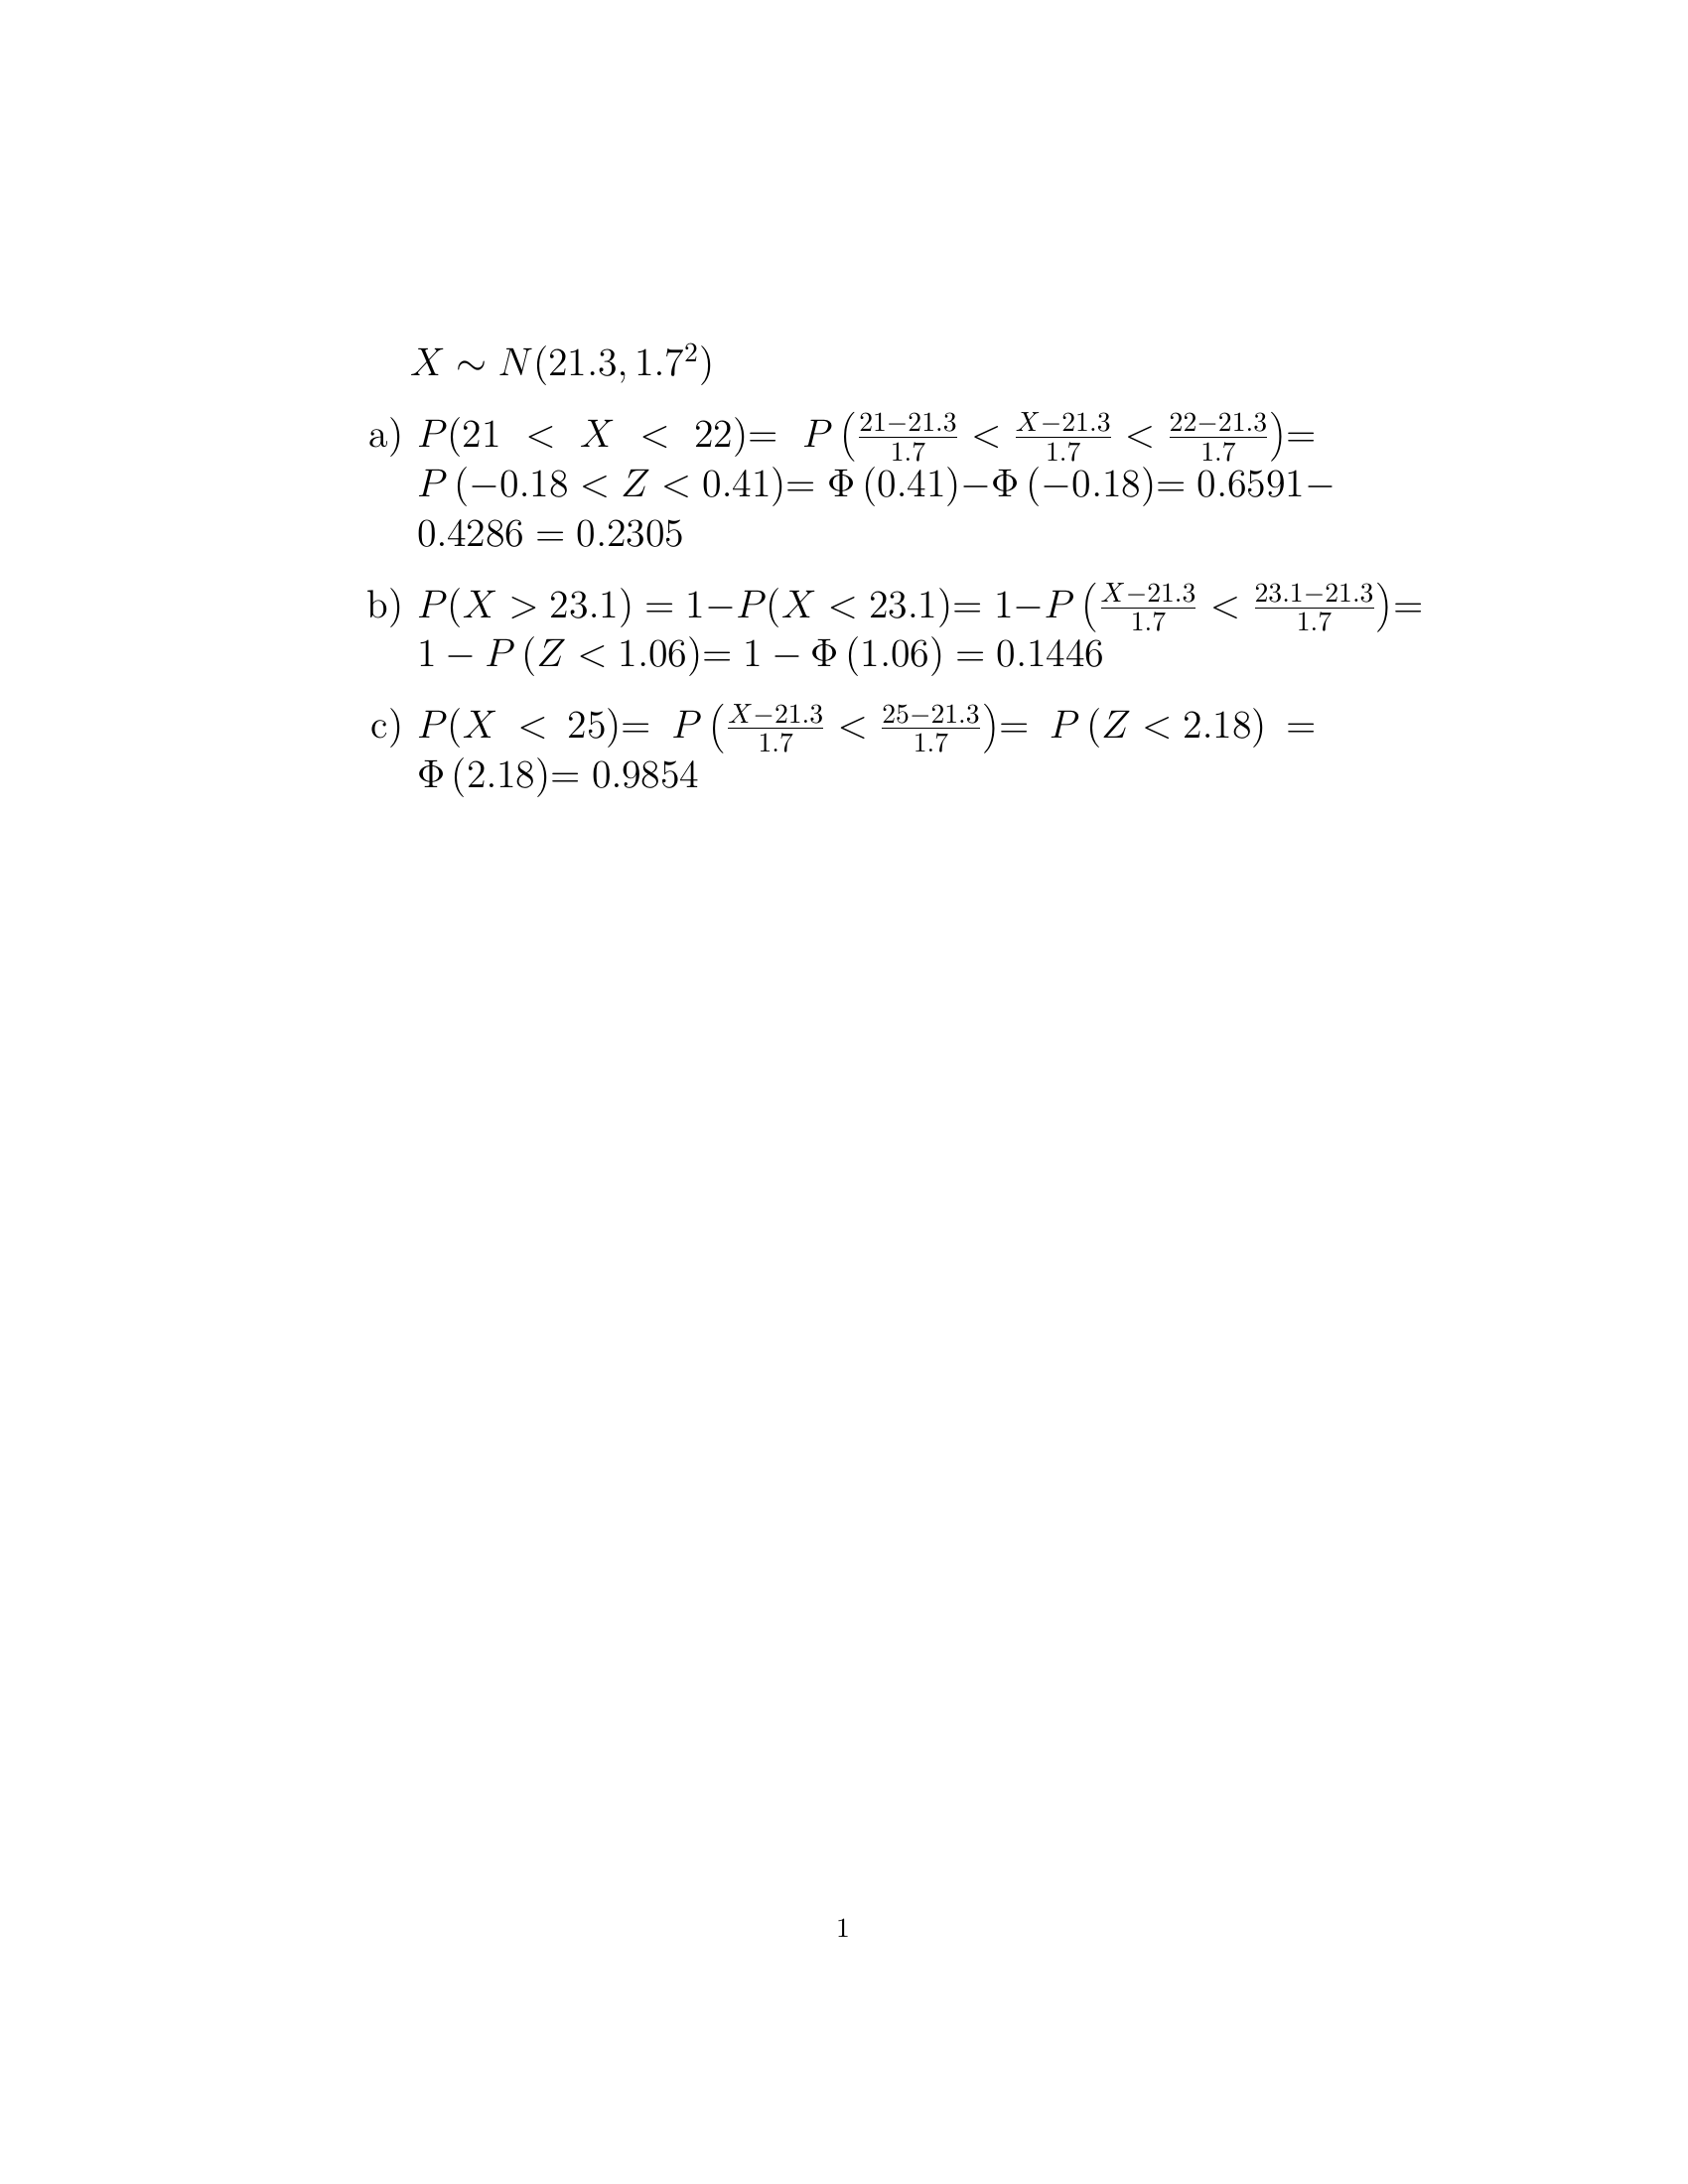 $X \sim N(21.3, 1.7^2)$
a) $P(21 < X < 22) = P\left(\frac{21-21.3}{1.7} < \frac{X-21.3}{1.7} < \frac{22-21.3}{1.7}\right) =$
$P(-0.18 < Z < 0.41) = \Phi(0.41) - \Phi(-0.18) = 0.6591 -$
$0.4286 = 0.2305$
b) $P(X > 23.1) = 1 - P(X < 23.1) = 1 - P\left(\frac{X-21.3}{1.7} < \frac{23.1-21.3}{1.7}\right) =$
$1 - P(Z < 1.06) = 1 - \Phi(1.06) = 0.1446$
c) $P(X < 25) = P\left(\frac{X-21.3}{1.7} < \frac{25-21.3}{1.7}\right) = P(Z < 2.18) =$
$\Phi(2.18) = 0.9854$
1